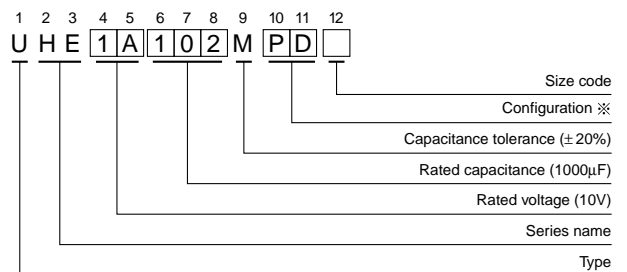 1 2 3 4 5 6 7 8 9 10 11 12
U H E 1 A 1 0 2 M P D
Size code
Configuration ※
Capacitance tolerance (±20%)
Rated capacitance (1000µF)
Rated voltage (10V)
Series name
Type